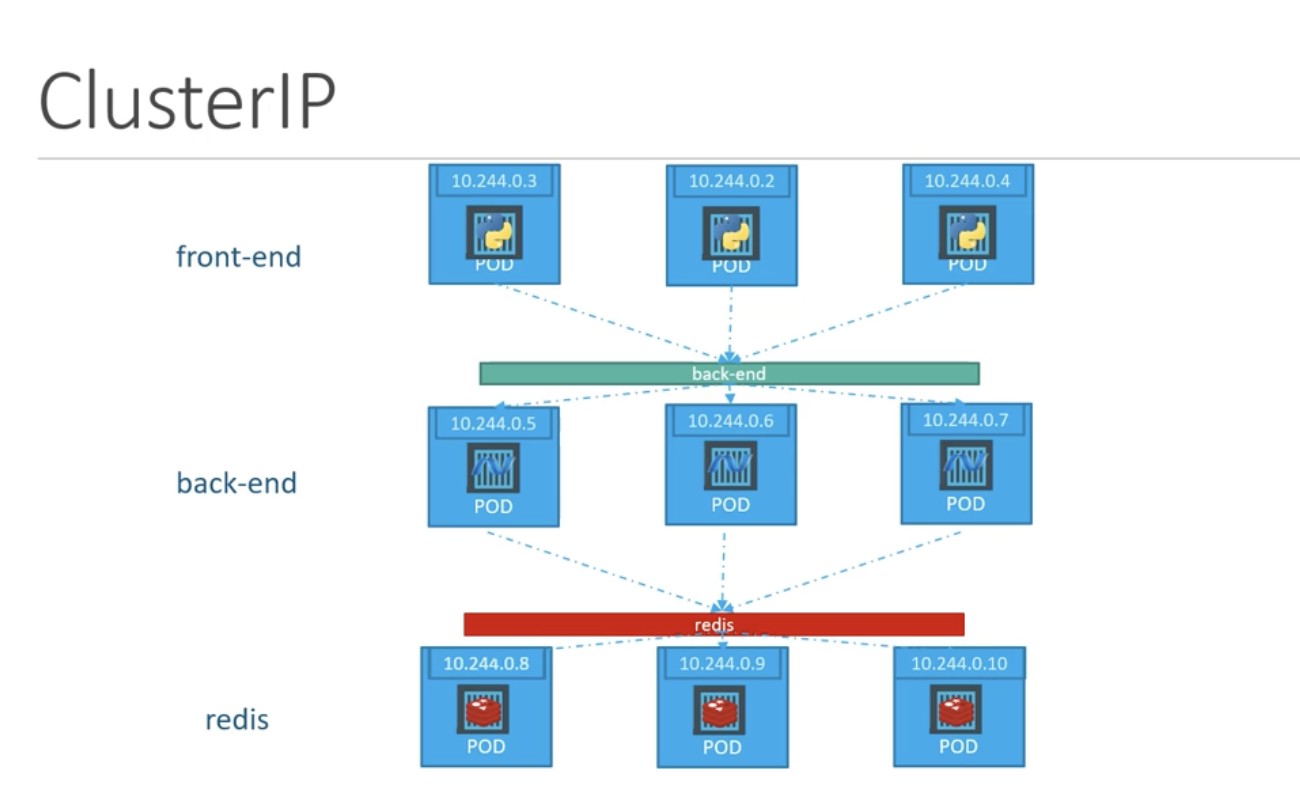 ClusterIP
10.244.0.3
10.244.0.2
10.244.0.4
front-end
POD
POD
POD
back-end
10.244.0.5
10.244.0.6
10.244.0.7
back-end
POD
POD
POD
redis
10.244.0.8
10.244.0.9
10.244.0.10
redis
POD
POD
POD